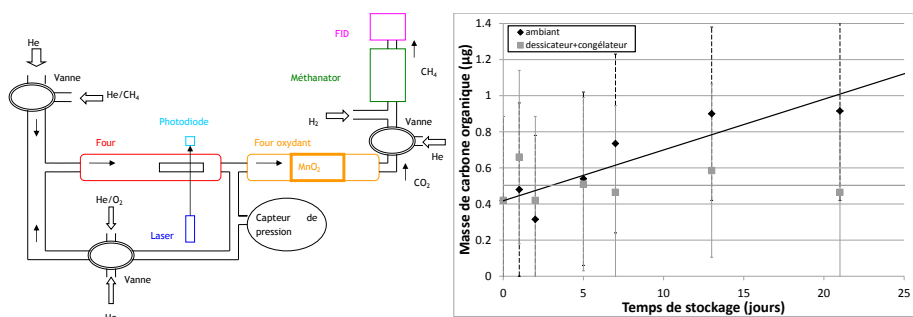 He
Vanne
He/CH₄
Four
Photodiode
Laser
He/O₂
Vanne
He
Four oxydant
MnO₂
Capteur de
pression
FID
CH₄
Méthanator
H₂
Vanne
He
CO₂
Masse de carbone organique (µg)
1.4
1.2
1
0.8
0.6
0.4
0.2
0
ambiant
dessicateur+congélateur
0
5
10
15
20
25
Temps de stockage (jours)